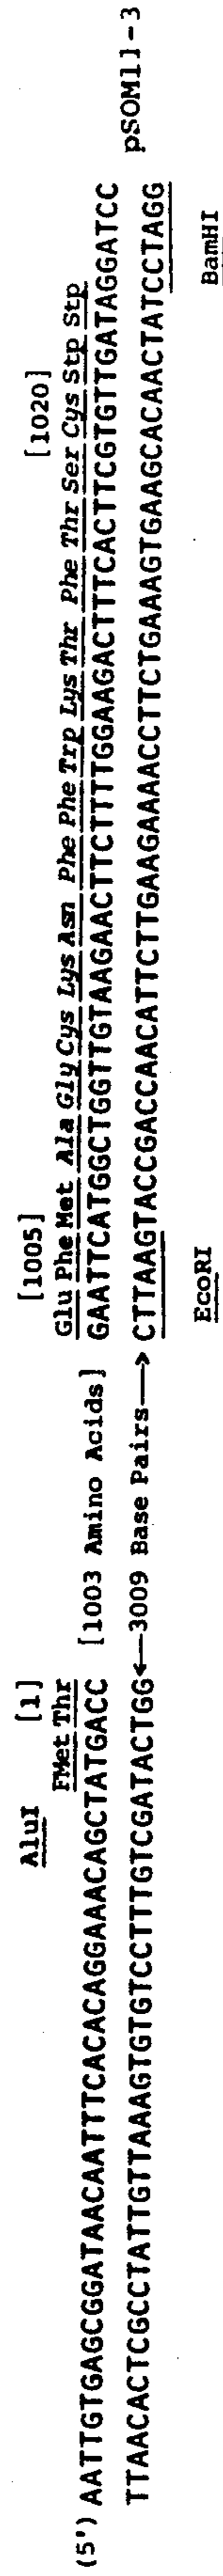 AluI [1] [1005] [1020]
FMet Thr Glu Phe Met Ala Gly Cys Lys Asn Phe Phe Trp Lys Thr Phe Thr Ser Cys Stp Stp
(5') AATTGTGAGCGGATAACAATTTCACACAGGAAACAGCTATGACC [1003 Amino Acids] GAATTCATGGCTGGTTGTAAGAACTTCTTTTGGAAGACTTTCACTTCGTGTTGATAGGATCC pSOM11-3
TTAACACTCGCCTATTGTTAAAGTGTGTCCTTTGTCGATACTGG←—3009 Base Pairs—→ CTTAAGTACCGACCAACATTCTTGAAGAAAACCTTCTGAAAGTGAAGCACAACTATCCTAGG
EcoRI BamHI